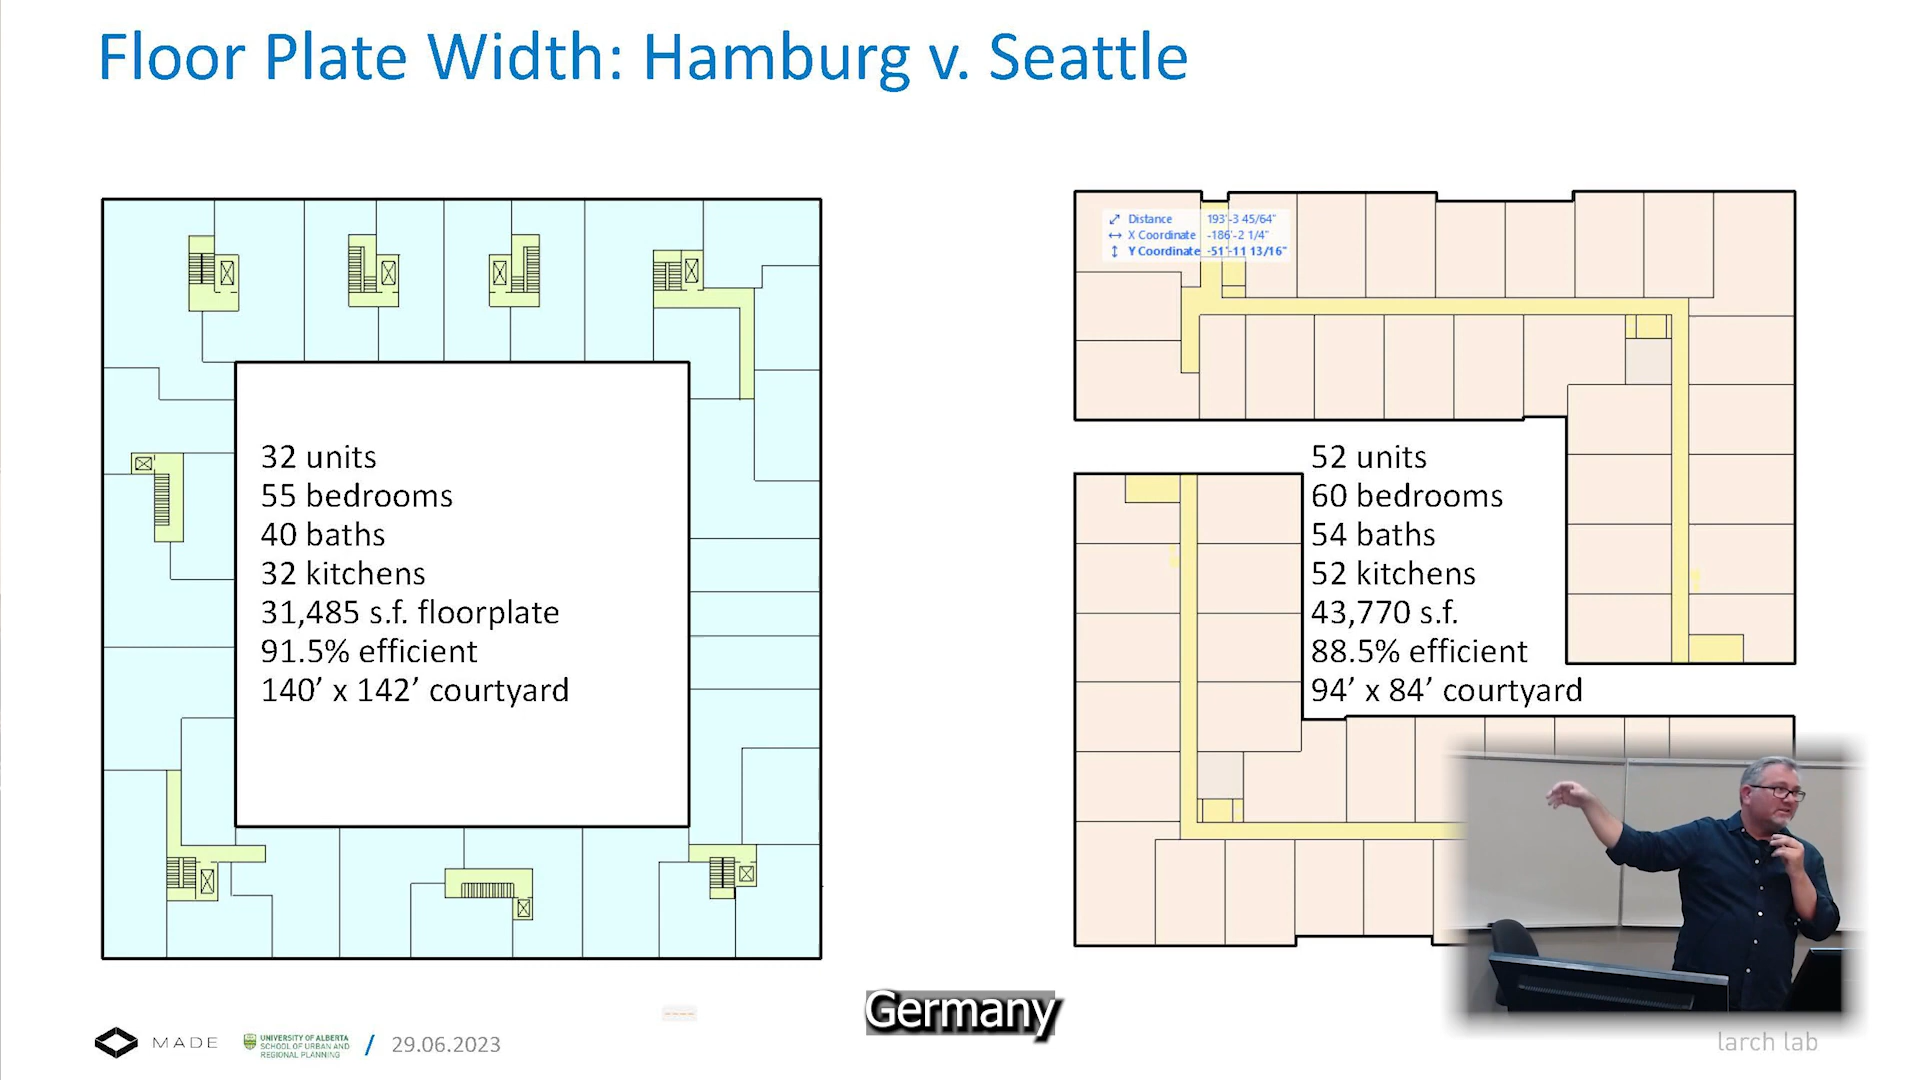 Floor Plate Width: Hamburg v. Seattle
32 units
55 bedrooms
40 baths
32 kitchens
31,485 s.f. floorplate
91.5% efficient
140’ x 142’ courtyard
Distance 193'-3 45/64"
X Coordinate -186'-2 1/4"
Y Coordinate -51'-11 13/16"
52 units
60 bedrooms
54 baths
52 kitchens
43,770 s.f.
88.5% efficient
94’ x 84’ courtyard
Germany
MADE
UNIVERSITY OF ALBERTA
SCHOOL OF URBAN AND
REGIONAL PLANNING
/ 29.06.2023
larch lab